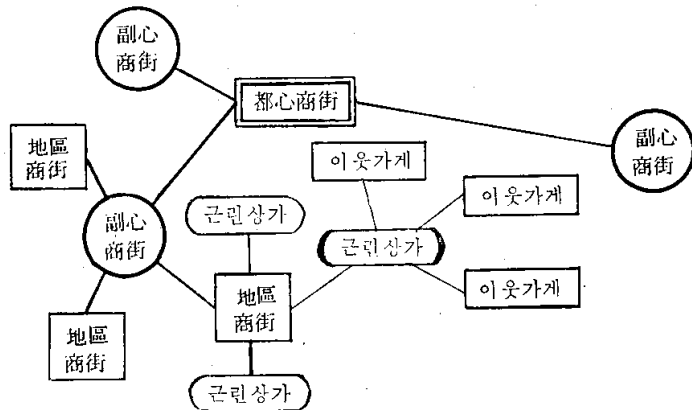 副心
商街
都心商街
副心
商街
地區
商街
이웃가게
이웃가게
근린상가
副心
商街
근린상가
이웃가게
地區
商街
地區
商街
근린상가